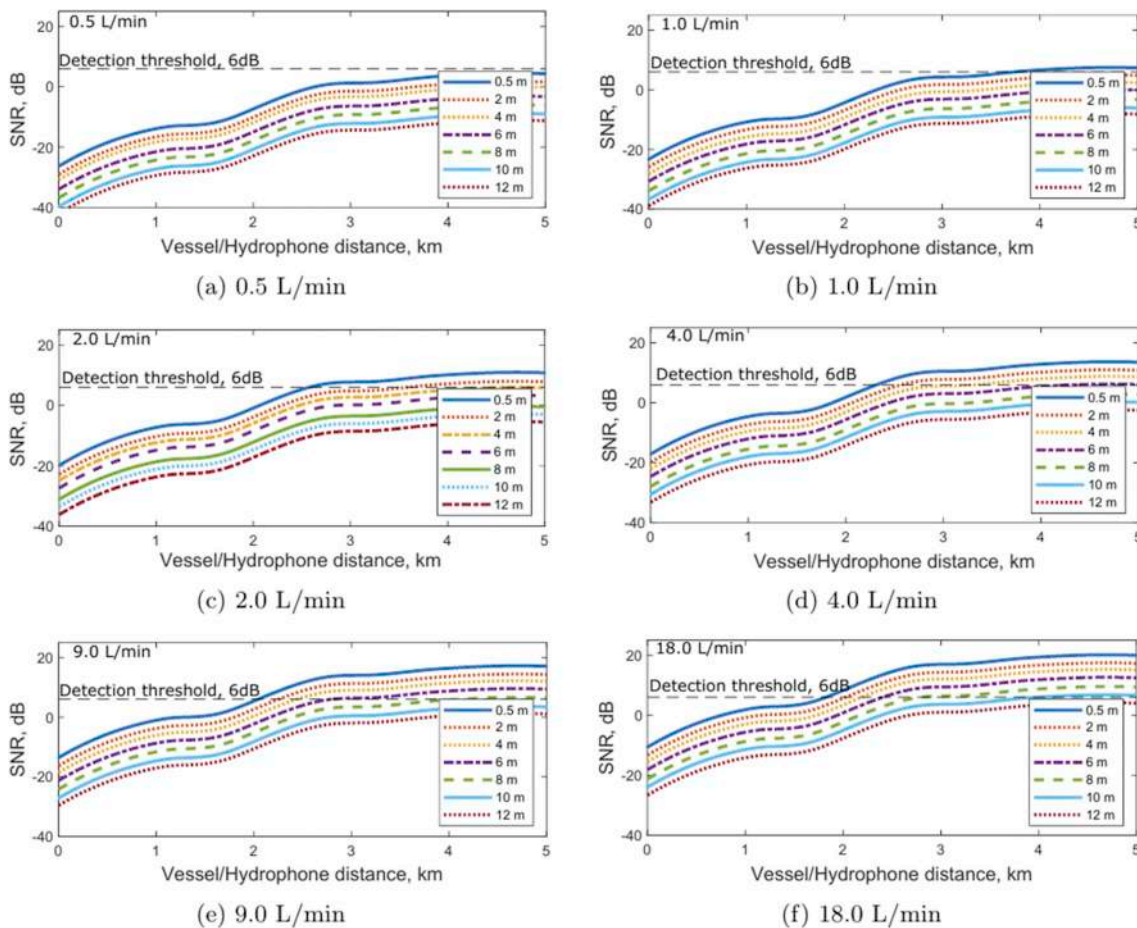 0.5 L/min
Detection threshold, 6dB
20
0
-20
-40
SNR, dB
0 1 2 3 4 5
Vessel/Hydrophone distance, km
0.5 m
2 m
4 m
6 m
8 m
10 m
12 m
(a) 0.5 L/min
1.0 L/min
Detection threshold, 6dB
20
0
-20
-40
SNR, dB
0 1 2 3 4 5
Vessel/Hydrophone distance, km
0.5 m
2 m
4 m
6 m
8 m
10 m
12 m
(b) 1.0 L/min
2.0 L/min
Detection threshold, 6dB
20
0
-20
-40
SNR, dB
0 1 2 3 4 5
Vessel/Hydrophone distance, km
0.5 m
2 m
4 m
6 m
8 m
10 m
12 m
(c) 2.0 L/min
4.0 L/min
Detection threshold, 6dB
20
0
-20
-40
SNR, dB
0 1 2 3 4 5
Vessel/Hydrophone distance, km
0.5 m
2 m
4 m
6 m
8 m
10 m
12 m
(d) 4.0 L/min
9.0 L/min
Detection threshold, 6dB
20
0
-20
-40
SNR, dB
0 1 2 3 4 5
Vessel/Hydrophone distance, km
0.5 m
2 m
4 m
6 m
8 m
10 m
12 m
(e) 9.0 L/min
18.0 L/min
Detection threshold, 6dB
20
0
-20
-40
SNR, dB
0 1 2 3 4 5
Vessel/Hydrophone distance, km
0.5 m
2 m
4 m
6 m
8 m
10 m
12 m
(f) 18.0 L/min